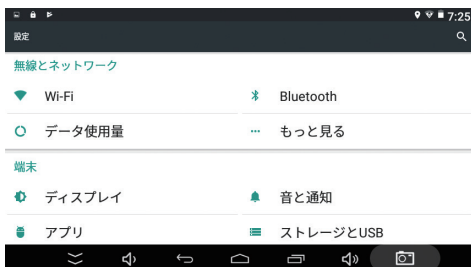 7:25
設定
無線とネットワーク
Wi-Fi
Bluetooth
データ使用量
もっと見る
端末
ディスプレイ
音と通知
アプリ
ストレージとUSB